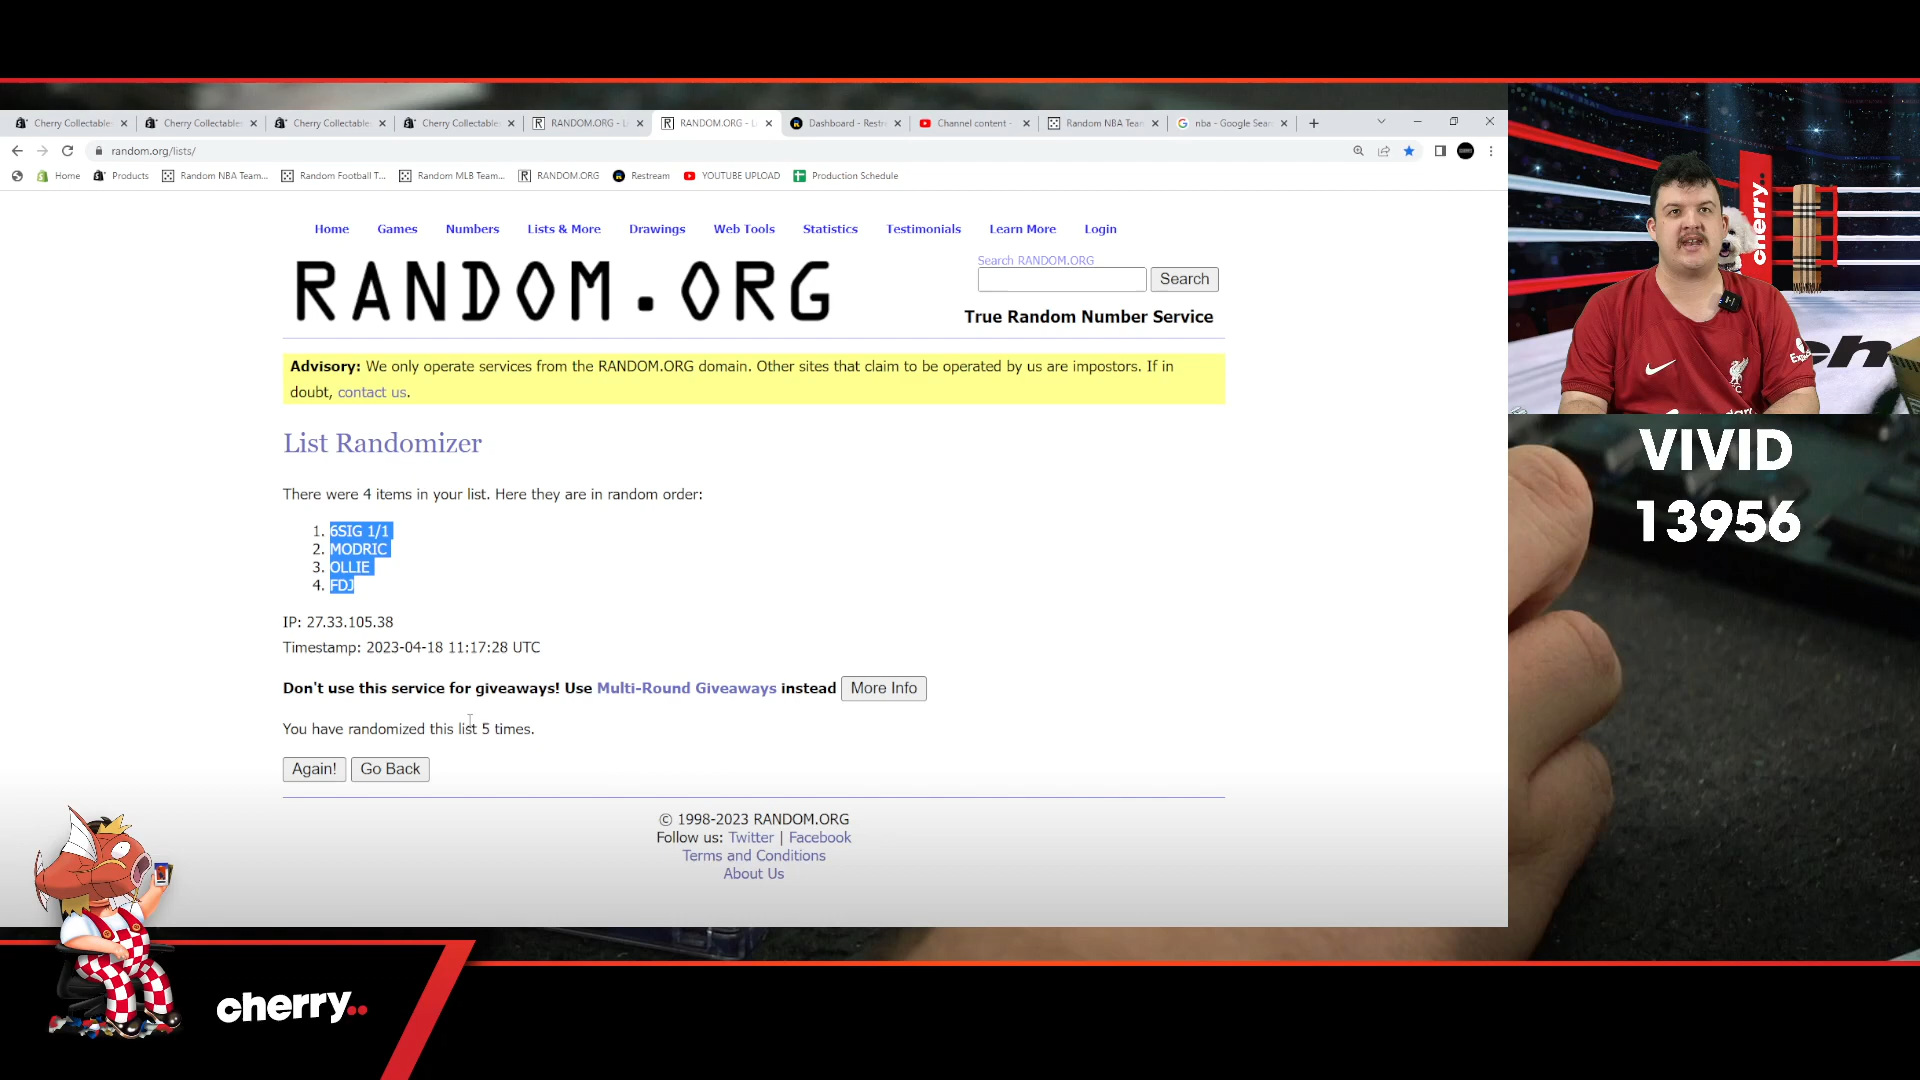 Cherry Collectable
Cherry Collectable
Cherry Collectable
Cherry Collectable
RANDOM.ORG - L
RANDOM.ORG - L
Dashboard - Restr
Channel content -
Random NBA Tean
nba - Google Sear
random.org/lists/
Home
Products
Random NBA Team...
Random Football T...
Random MLB Team...
RANDOM.ORG
Restream
YOUTUBE UPLOAD
Production Schedule
Home Games Numbers Lists & More Drawings Web Tools Statistics Testimonials Learn More Login
RANDOM.ORG
Search RANDOM.ORG
Search
True Random Number Service
Advisory: We only operate services from the RANDOM.ORG domain. Other sites that claim to be operated by us are impostors. If in
doubt, contact us.
List Randomizer
There were 4 items in your list. Here they are in random order:
1. 6SIG 1/1
2. MODRIC
3. OLLIE
4. FDJ
IP: 27.33.105.38
Timestamp: 2023-04-18 11:17:28 UTC
Don't use this service for giveaways! Use Multi-Round Giveaways instead More Info
You have randomized this list 5 times.
Again! Go Back
© 1998-2023 RANDOM.ORG
Follow us: Twitter | Facebook
Terms and Conditions
About Us
cherry..
VIVID
13956
cherry..